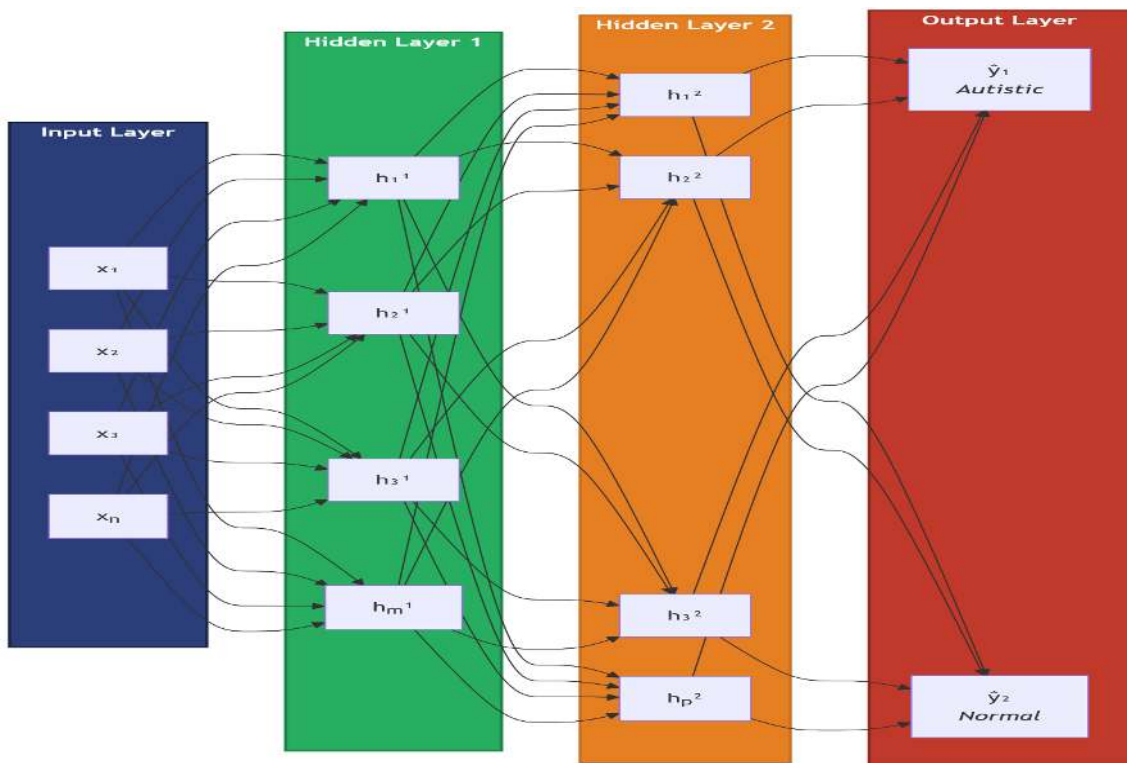 Input Layer
x₁
x₂
x₃
xₙ
Hidden Layer 1
h₁¹
h₂¹
h₃¹
hₘ¹
Hidden Layer 2
h₁²
h₂²
h₃²
hₚ²
Output Layer
ŷ₁
Autistic
ŷ₂
Normal